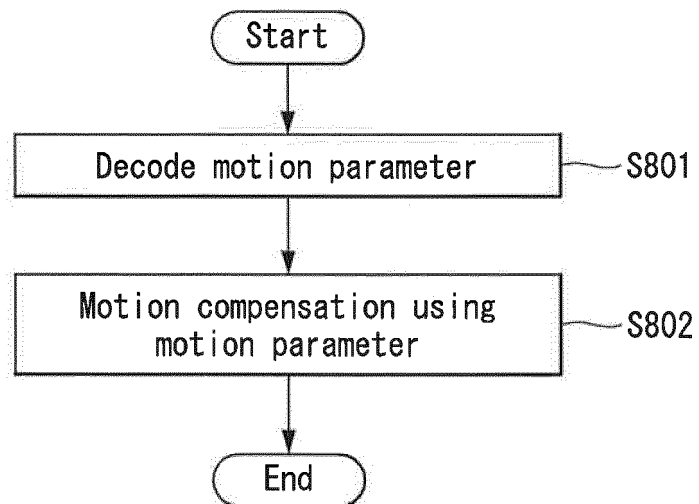 Start
Decode motion parameter
S801
Motion compensation using
motion parameter
S802
End